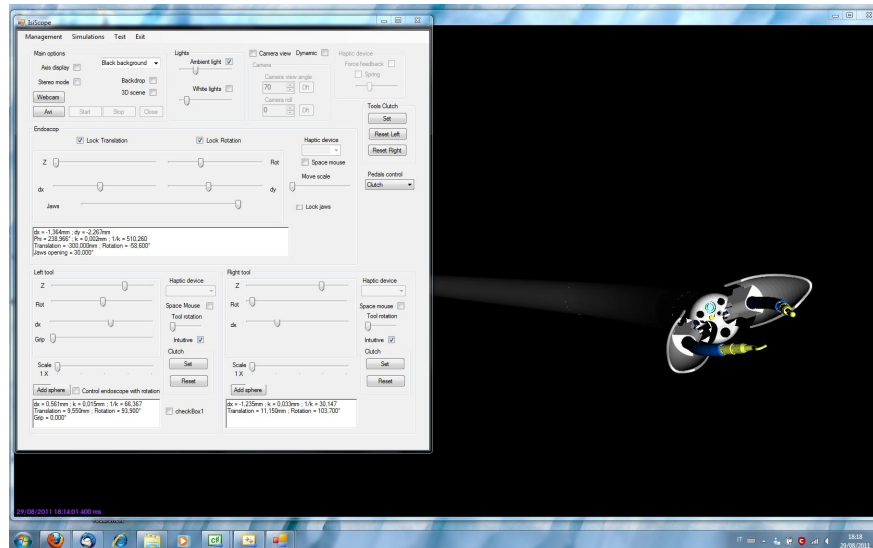 IsiScope
Management Simulations Test Exit
Main options
Axis display
Black background
Stereo mode
Backdrop
3D scene
Webcam
Avi Start Stop Close
Lights
Ambient light
White lights
Camera view Dynamic
Camera
Camera view angle
70 Oft
Camera roll
0 Oft
Haptic device
Force feedback
Spring
Tools Clutch
Set
Reset Left
Reset Right
Pedals control
Clutch
Endoscop
Lock Translation Lock Rotation
Haptic device
Z Rot
Space mouse
Move scale
dx dy
Jaws
Lock jaws
dx = -1,364mm ; dy = -2,267mm
Phi = 238,966° ; k = 0,002mm ; 1/k = 510,260
Translation = -300,000mm ; Rotation = -58,600°
Jaws opening = 30,000°
Left tool
Z
Rot
dx
Grip
Haptic device
Space Mouse
Tool rotation
Intuitive
Clutch
Set
Reset
Scale
1 X
Add sphere
Control endoscope with rotation
dx = 0,561mm ; k = 0,015mm ; 1/k = 66,367
Translation = 9,550mm ; Rotation = 93,900°
Grip = 0,000°
checkBox1
Right tool
Z
Rot
dx
Haptic device
Space mouse
Tool rotation
Intuitive
Clutch
Set
Reset
Scale
1 X
Add sphere
dx = -1,235mm ; k = 0,033mm ; 1/k = 30,147
Translation = 11,150mm ; Rotation = 103,700°
29/08/2011 18:14:01 400 ms
IT
18:18
29/08/2011